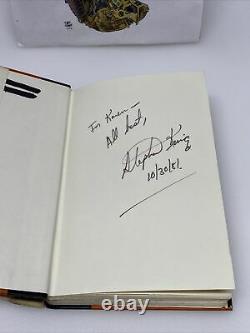 For Karen—
All best,
Stephen King
10/30/81